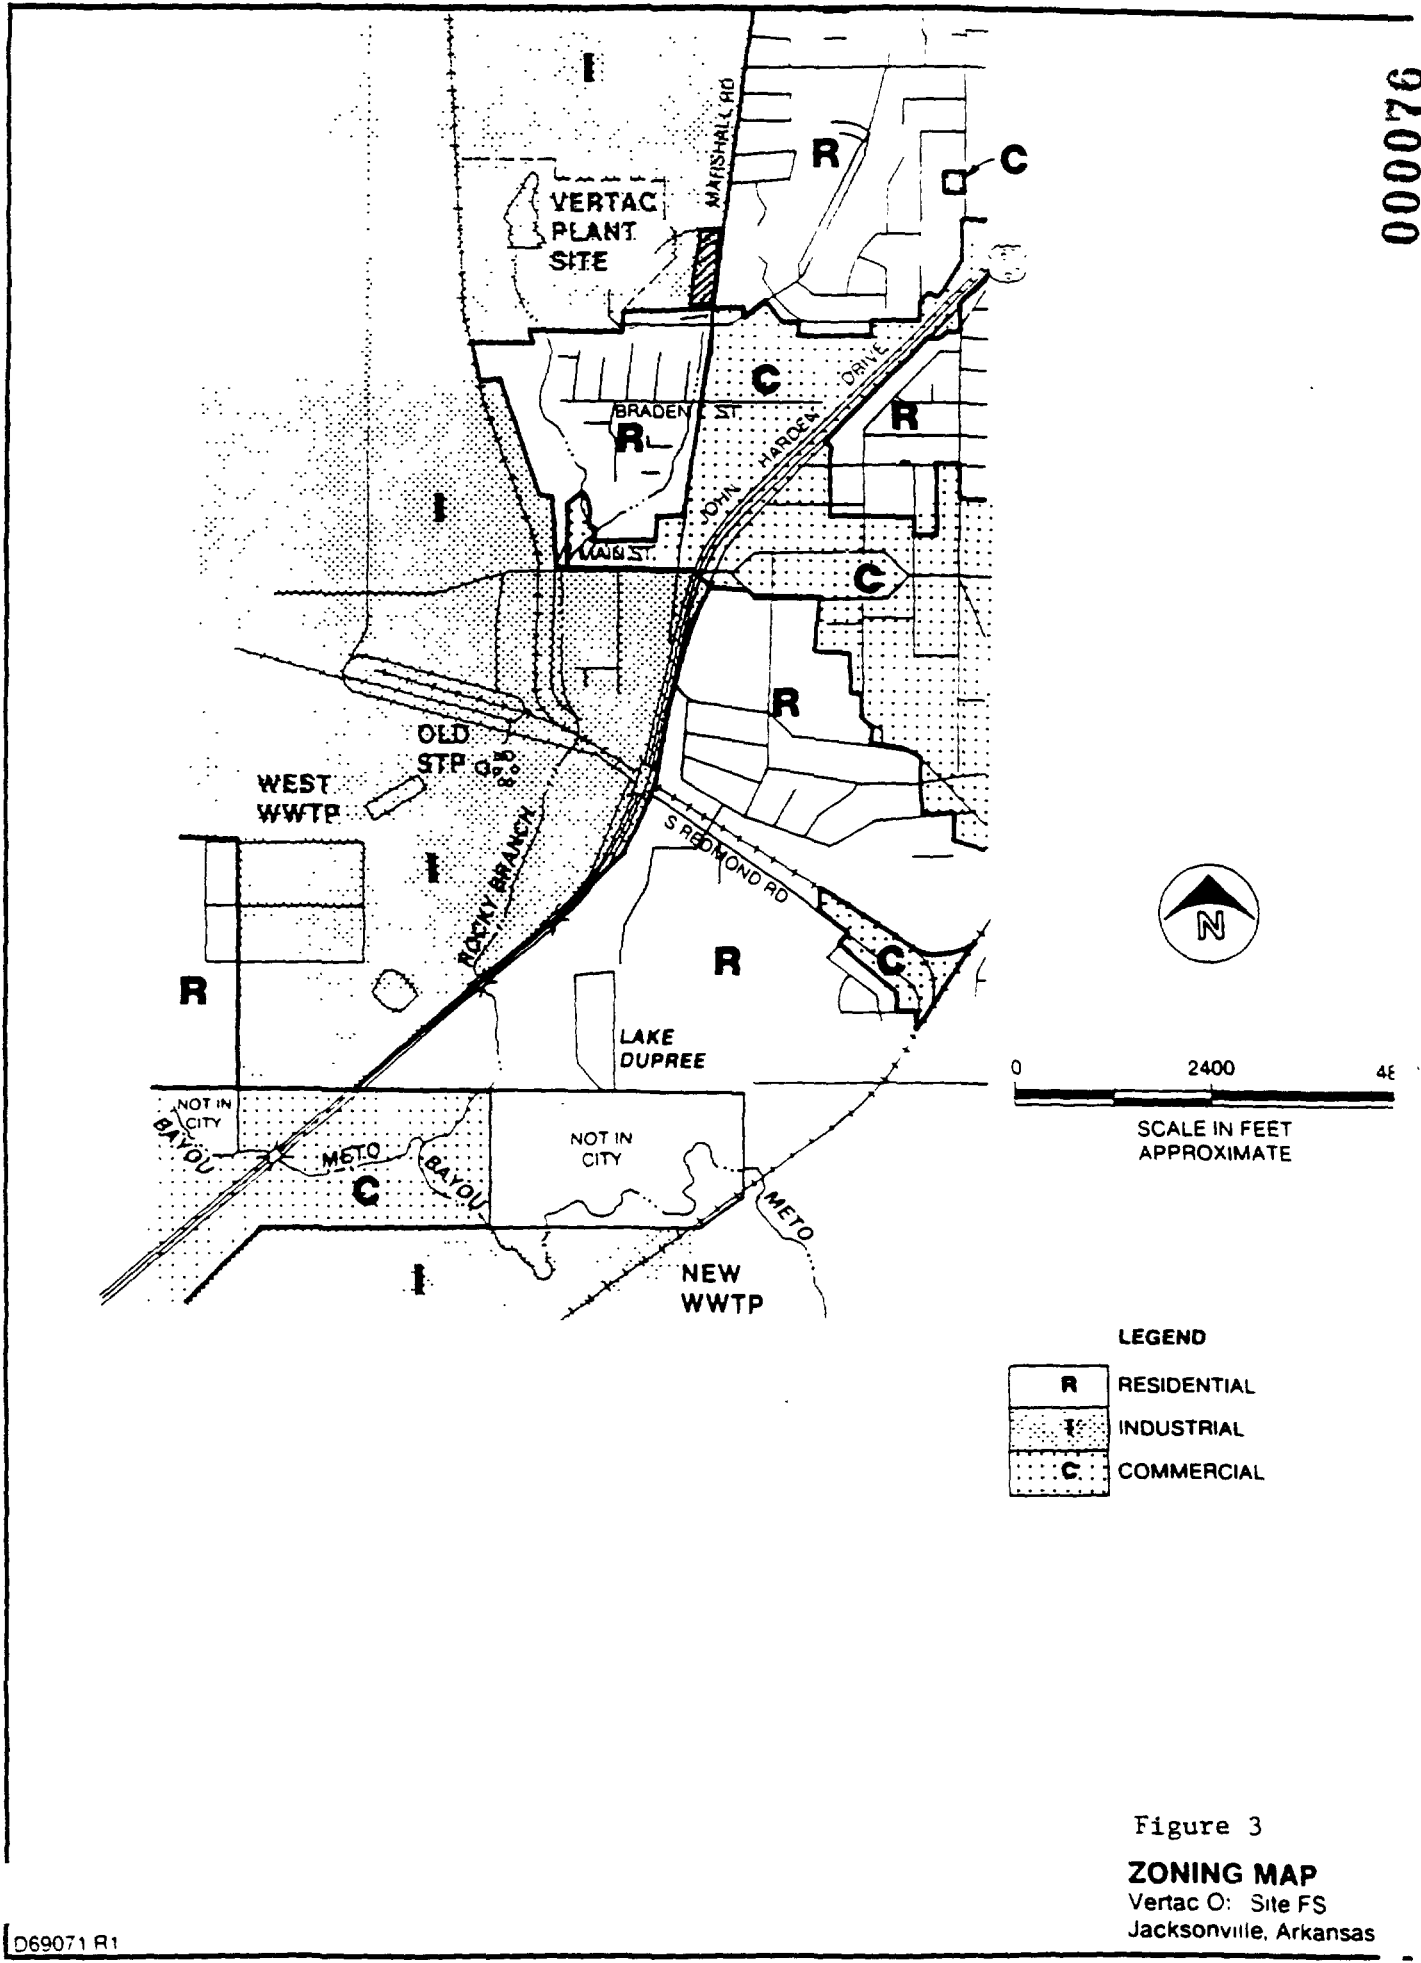 000076
I
MARSHALL RD
R
C
VERTAC
PLANT
SITE
C
JOHN HARDEN DRIVE
BRADEN ST.
R
R
I
MAIN ST.
C
R
OLD
STP
WEST
WWTP
S REDMOND RD
I
ROCKY BRANCH
R
R
C
N
LAKE
DUPREE
0 2400 48
SCALE IN FEET
APPROXIMATE
NOT IN
CITY
BAYOU
METO
BAYOU
NOT IN
CITY
METO
C
I
NEW
WWTP
LEGEND
R RESIDENTIAL
I INDUSTRIAL
C COMMERCIAL
Figure 3
ZONING MAP
Vertac O: Site FS
Jacksonville, Arkansas
D69071 R1